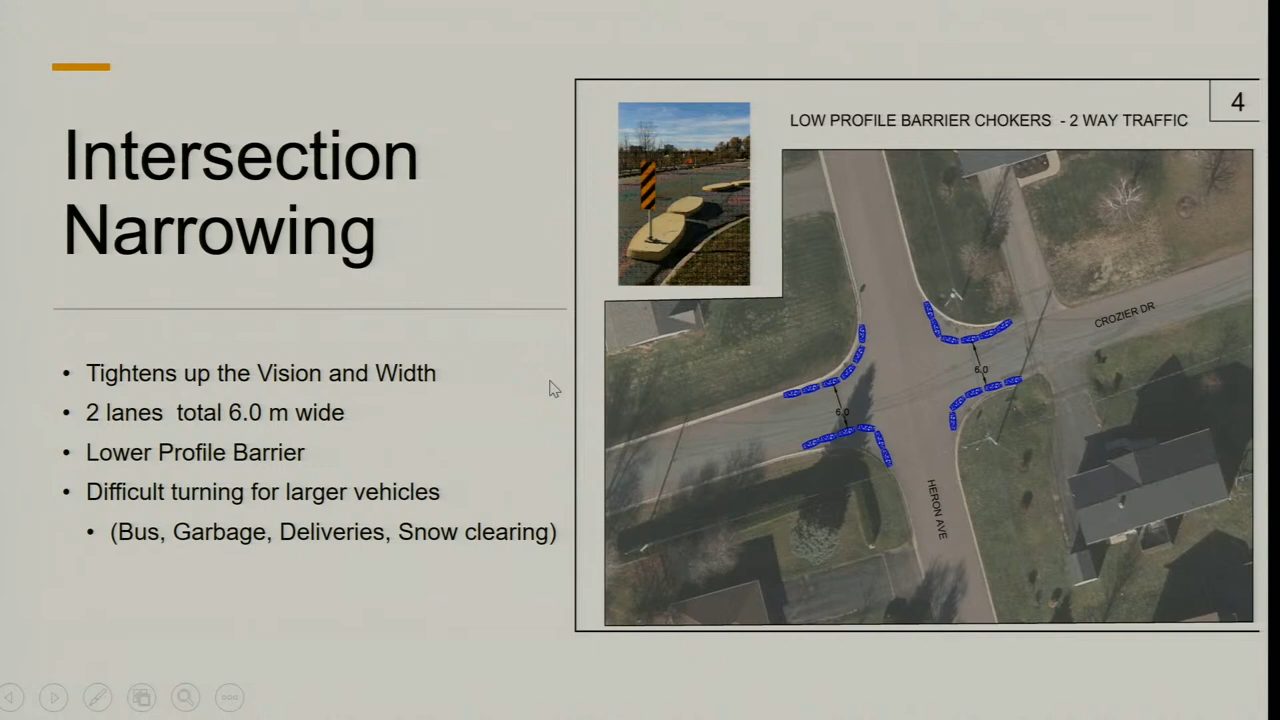 Intersection
Narrowing
• Tightens up the Vision and Width
• 2 lanes total 6.0 m wide
• Lower Profile Barrier
• Difficult turning for larger vehicles
• (Bus, Garbage, Deliveries, Snow clearing)
4
LOW PROFILE BARRIER CHOKERS - 2 WAY TRAFFIC
CROZIER DR
6.0
6.0
HERON AVE